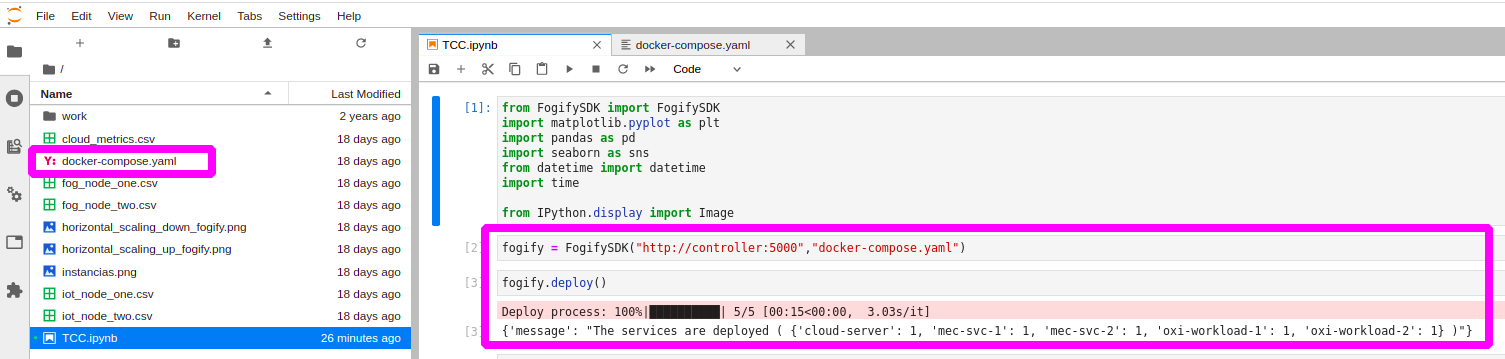 File Edit View Run Kernel Tabs Settings Help
TCC.ipynb
docker-compose.yaml
/
Code
Name Last Modified
work 2 years ago
cloud_metrics.csv 18 days ago
docker-compose.yaml 18 days ago
fog_node_one.csv 18 days ago
fog_node_two.csv 18 days ago
horizontal_scaling_down_fogify.png 18 days ago
horizontal_scaling_up_fogify.png 18 days ago
instancias.png 18 days ago
iot_node_one.csv 18 days ago
iot_node_two.csv 18 days ago
TCC.ipynb 26 minutes ago
[1]: from FogifySDK import FogifySDK
import matplotlib.pyplot as plt
import pandas as pd
import seaborn as sns
from datetime import datetime
import time
from IPython.display import Image
[2] fogify = FogifySDK("http://controller:5000","docker-compose.yaml")
[3] fogify.deploy()
Deploy process: 100%|██████████| 5/5 [00:15<00:00, 3.03s/it]
[3] {'message': "The services are deployed ( {'cloud-server': 1, 'mec-svc-1': 1, 'mec-svc-2': 1, 'oxi-workload-1': 1, 'oxi-workload-2': 1} )"}